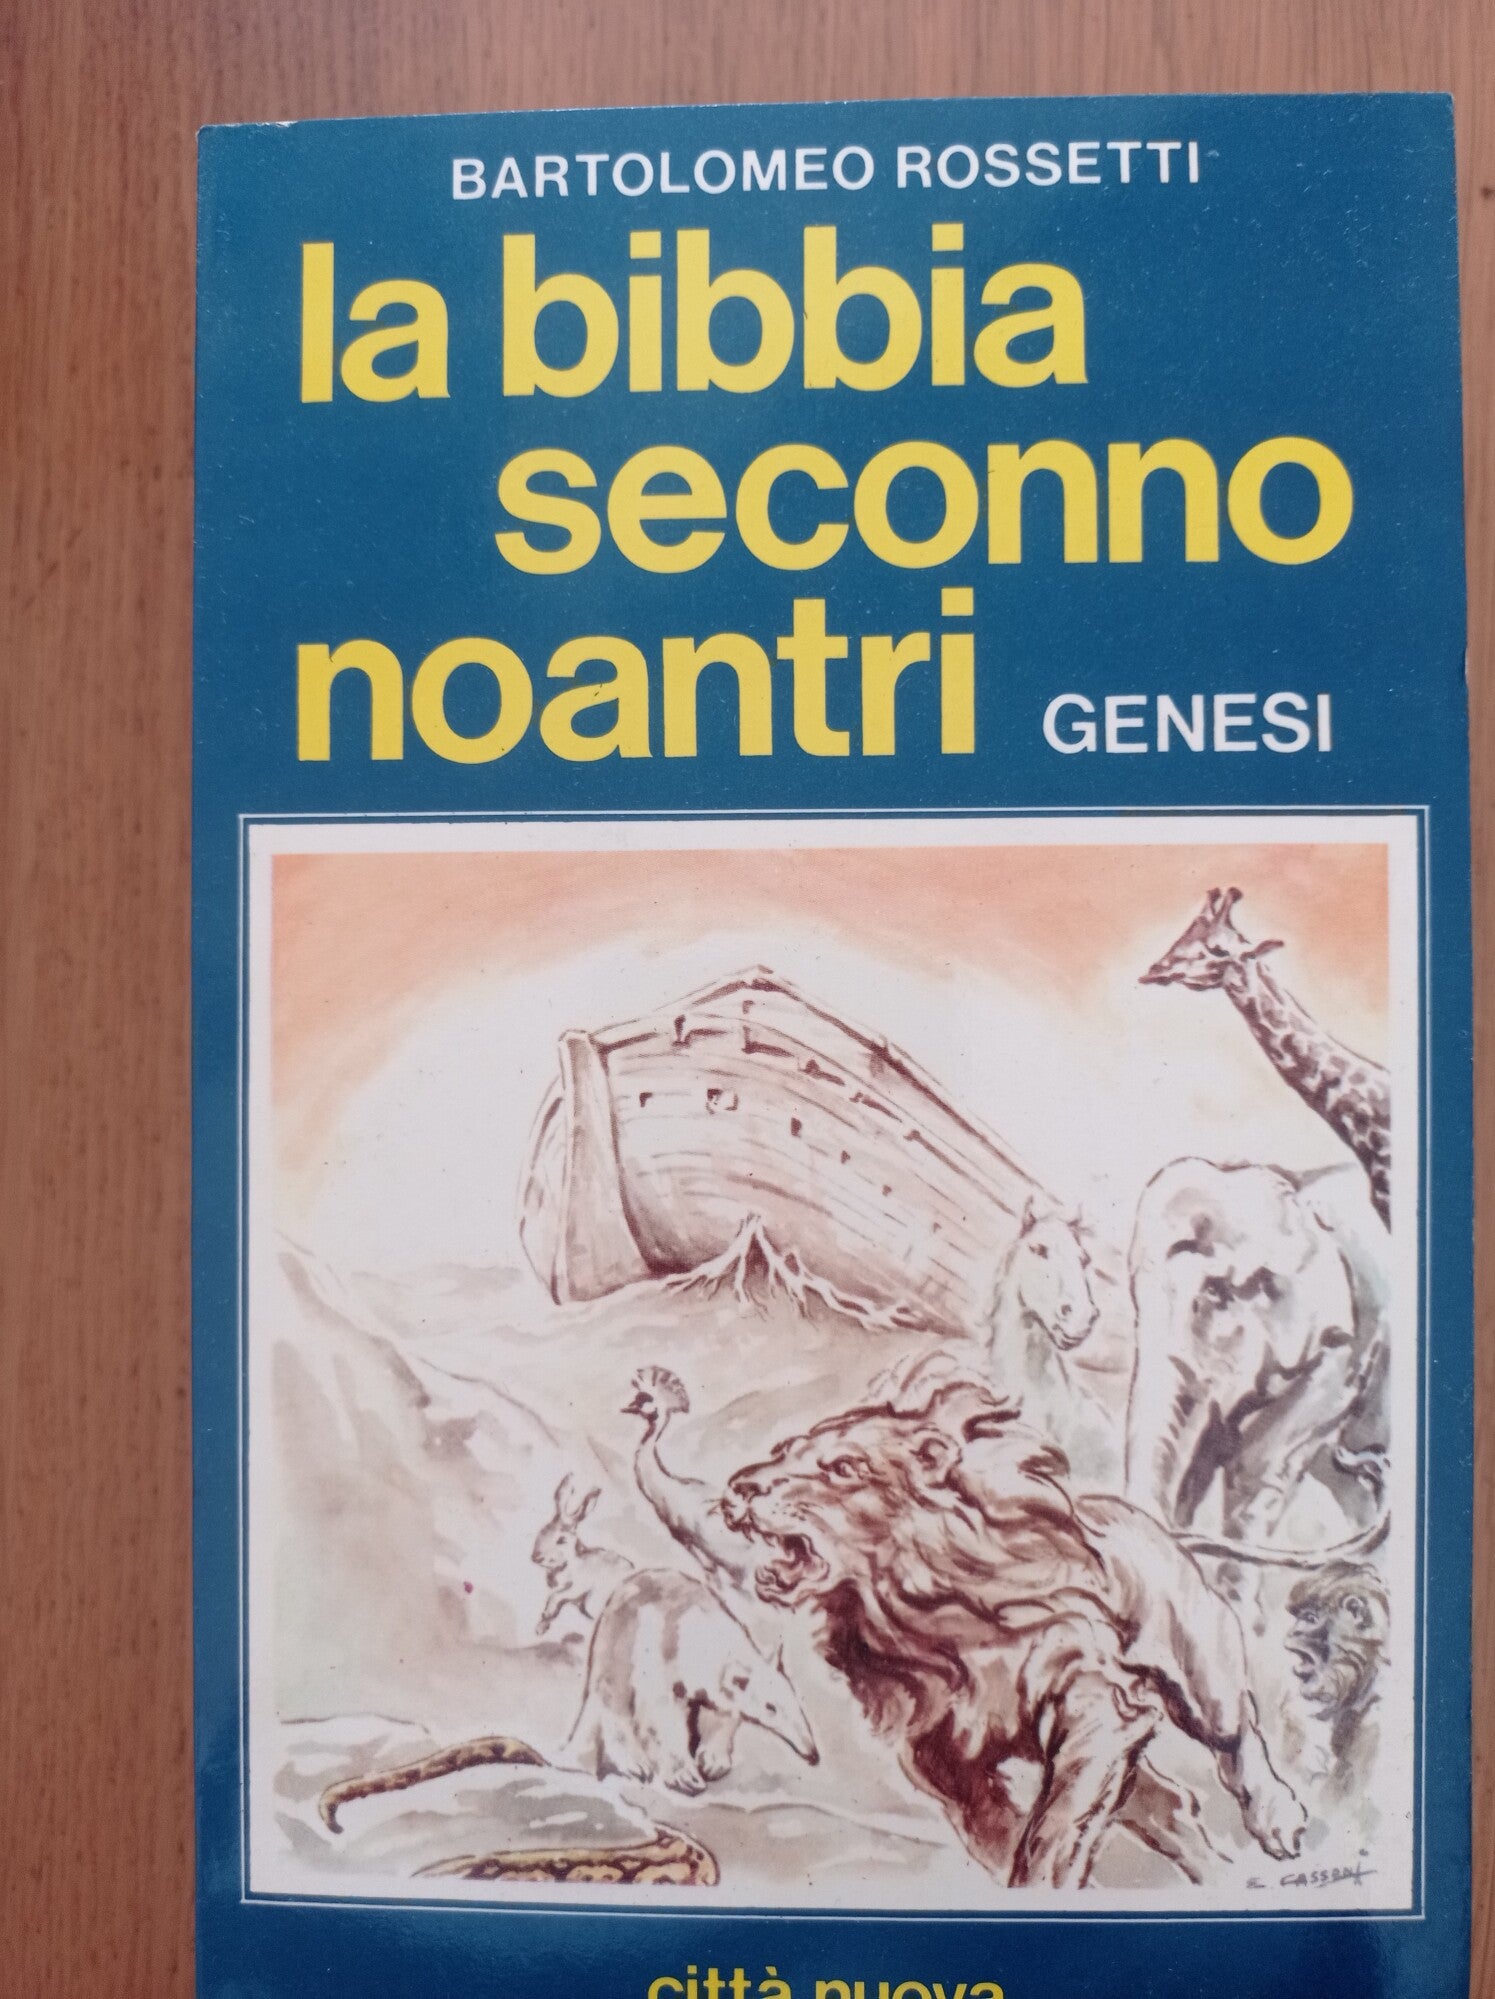 BARTOLOMEO ROSSETTI
la bibbia
seconno
noantri GENESI
E. CASSONI
città nuova